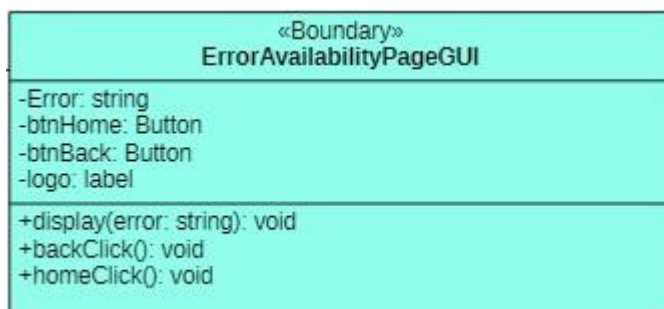 «Boundary»
ErrorAvailabilityPageGUI
-Error: string
-btnHome: Button
-btnBack: Button
-logo: label
+display(error: string): void
+backClick(): void
+homeClick(): void